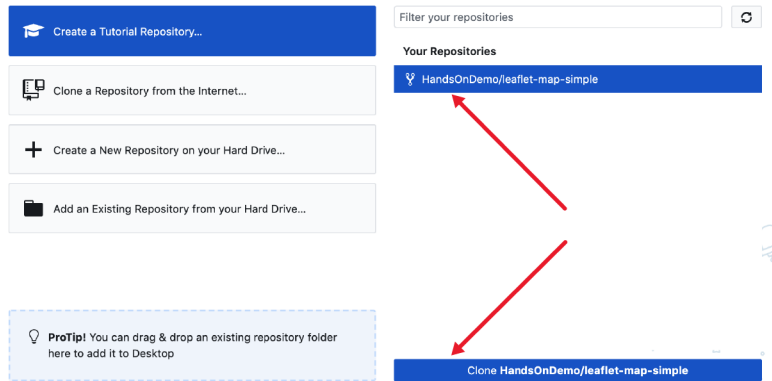 Create a Tutorial Repository...
Clone a Repository from the Internet...
Create a New Repository on your Hard Drive...
Add an Existing Repository from your Hard Drive...
ProTip! You can drag & drop an existing repository folder
here to add it to Desktop
Filter your repositories
Your Repositories
HandsOnDemo/leaflet-map-simple
Clone HandsOnDemo/leaflet-map-simple